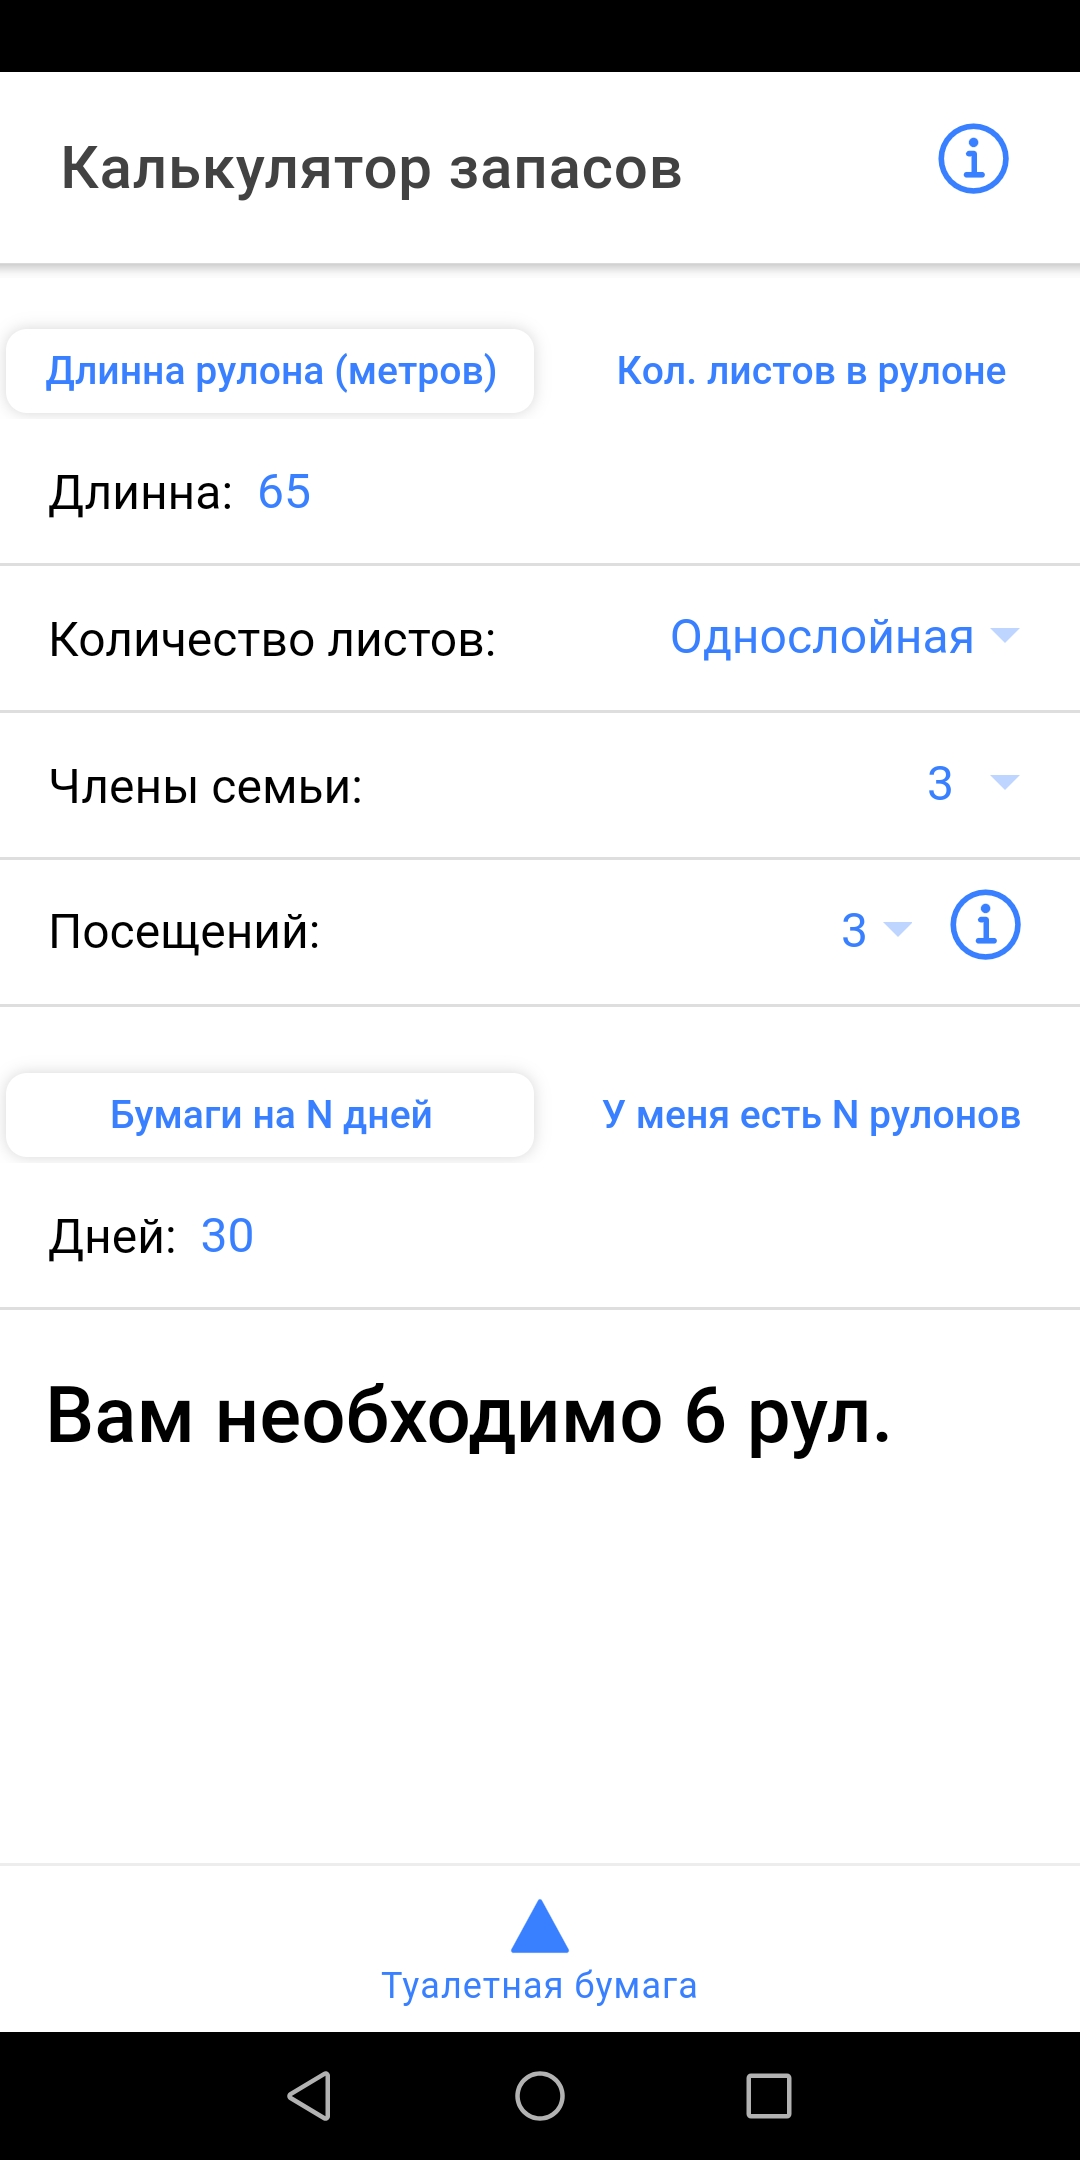 Калькулятор запасов
Длинна рулона (метров) Кол. листов в рулоне
Длинна: 65
Количество листов: Однослойная
Члены семьи: 3
Посещений: 3
Бумаги на N дней У меня есть N рулонов
Дней: 30
Вам необходимо 6 рул.
Туалетная бумага